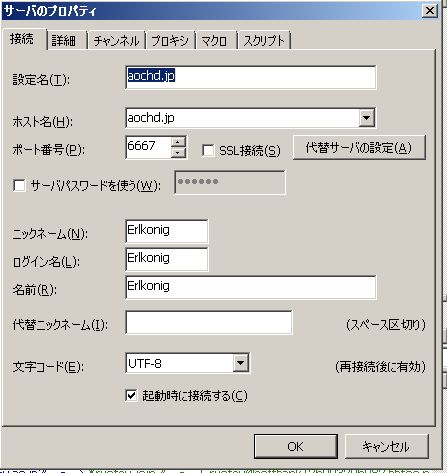 サーバのプロパティ
接続 詳細 チャンネル プロキシ マクロ スクリプト
設定名(T): aochd.jp
ホスト名(H): aochd.jp
ポート番号(P): 6667 SSL接続(S) 代替サーバの設定(A)
サーバパスワードを使う(W): ●●●●●●
ニックネーム(N): Erlkonig
ログイン名(L): Erlkonig
名前(R): Erlkonig
代替ニックネーム(I): (スペース区切り)
文字コード(E): UTF-8 (再接続後に有効)
起動時に接続する(C)
OK キャンセル